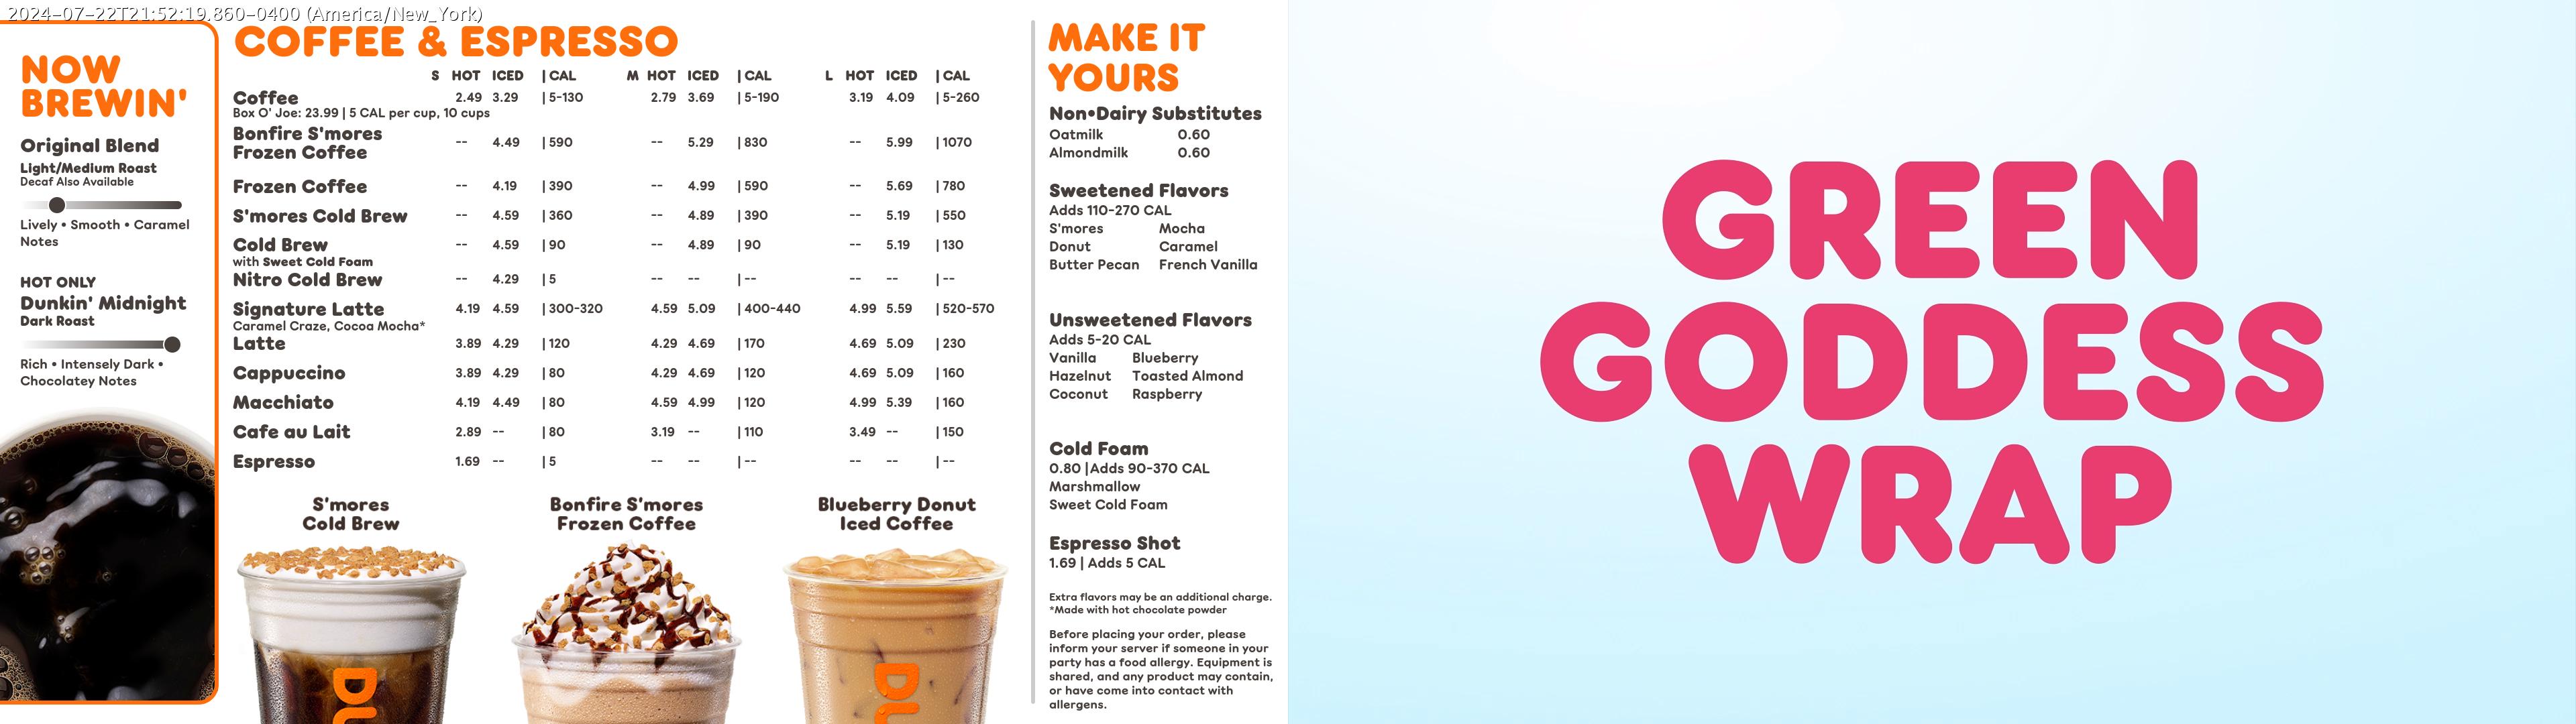 2024-07-22T21:52:19.860-0400 (America/New_York)
NOW
BREWIN'
Original Blend
Light/Medium Roast
Decaf Also Available
Lively • Smooth • Caramel
Notes
HOT ONLY
Dunkin' Midnight
Dark Roast
Rich • Intensely Dark •
Chocolatey Notes
COFFEE & ESPRESSO
S HOT ICED | CAL M HOT ICED | CAL L HOT ICED | CAL
Coffee 2.49 3.29 | 5-130 2.79 3.69 | 5-190 3.19 4.09 | 5-260
Box O' Joe: 23.99 | 5 CAL per cup, 10 cups
Bonfire S'mores
Frozen Coffee -- 4.49 | 590 -- 5.29 | 830 -- 5.99 | 1070
Frozen Coffee -- 4.19 | 390 -- 4.99 | 590 -- 5.69 | 780
S'mores Cold Brew -- 4.59 | 360 -- 4.89 | 390 -- 5.19 | 550
Cold Brew -- 4.59 | 90 -- 4.89 | 90 -- 5.19 | 130
with Sweet Cold Foam
Nitro Cold Brew -- 4.29 | 5 -- -- | -- -- -- | --
Signature Latte 4.19 4.59 | 300-320 4.59 5.09 | 400-440 4.99 5.59 | 520-570
Caramel Craze, Cocoa Mocha*
Latte 3.89 4.29 | 120 4.29 4.69 | 170 4.69 5.09 | 230
Cappuccino 3.89 4.29 | 80 4.29 4.69 | 120 4.69 5.09 | 160
Macchiato 4.19 4.49 | 80 4.59 4.99 | 120 4.99 5.39 | 160
Cafe au Lait 2.89 -- | 80 3.19 -- | 110 3.49 -- | 150
Espresso 1.69 -- | 5 -- -- | -- -- -- | --
S'mores
Cold Brew
Bonfire S'mores
Frozen Coffee
Blueberry Donut
Iced Coffee
DU
DU
MAKE IT
YOURS
Non•Dairy Substitutes
Oatmilk 0.60
Almondmilk 0.60
Sweetened Flavors
Adds 110-270 CAL
S'mores Mocha
Donut Caramel
Butter Pecan French Vanilla
Unsweetened Flavors
Adds 5-20 CAL
Vanilla Blueberry
Hazelnut Toasted Almond
Coconut Raspberry
Cold Foam
0.80 |Adds 90-370 CAL
Marshmallow
Sweet Cold Foam
Espresso Shot
1.69 | Adds 5 CAL
Extra flavors may be an additional charge.
*Made with hot chocolate powder
Before placing your order, please
inform your server if someone in your
party has a food allergy. Equipment is
shared, and any product may contain,
or have come into contact with
allergens.
GREEN
GODDESS
WRAP